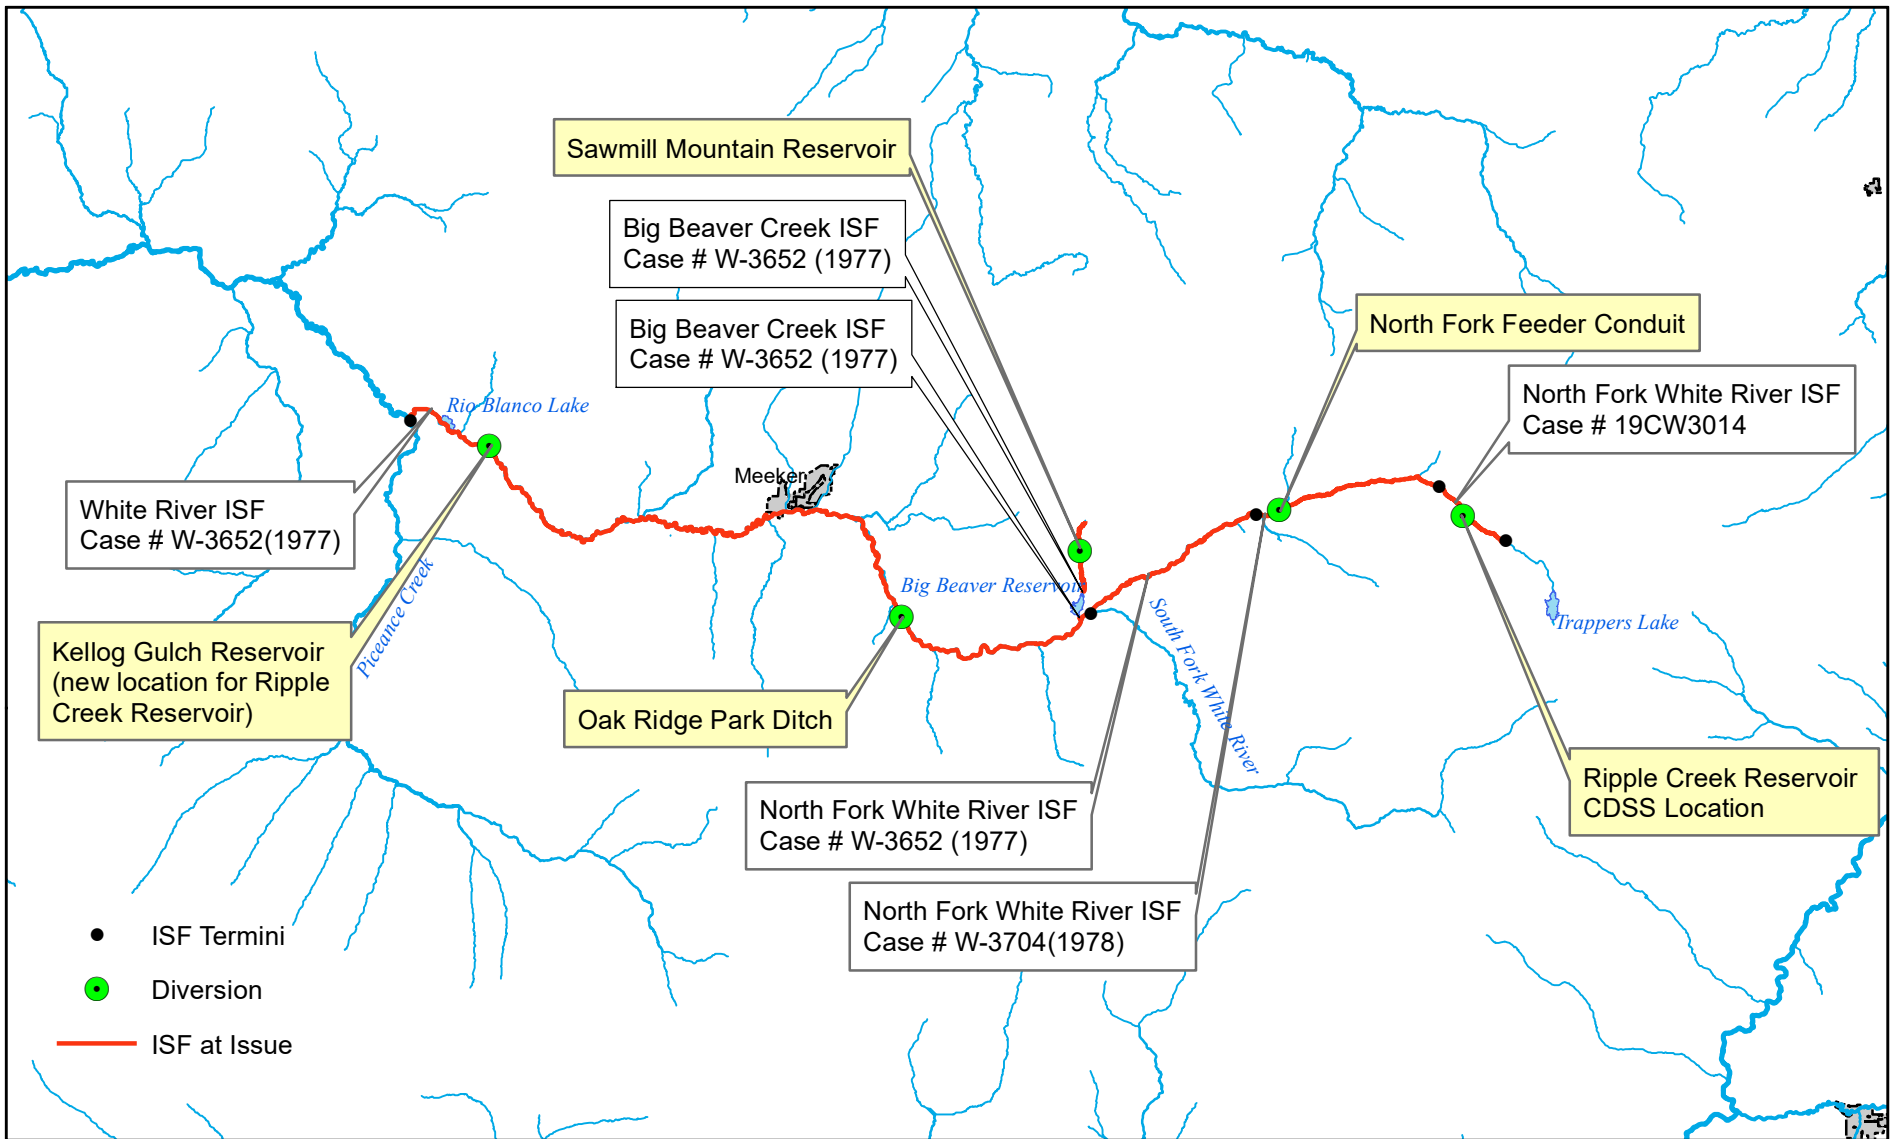 Sawmill Mountain Reservoir
Big Beaver Creek ISF
Case # W-3652 (1977)
Big Beaver Creek ISF
Case # W-3652 (1977)
North Fork Feeder Conduit
North Fork White River ISF
Case # 19CW3014
Rio Blanco Lake
Meeker
White River ISF
Case # W-3652(1977)
Piceance Creek
Big Beaver Reservoir
South Fork White River
Trappers Lake
Kellog Gulch Reservoir
(new location for Ripple
Creek Reservoir)
Oak Ridge Park Ditch
Ripple Creek Reservoir
CDSS Location
North Fork White River ISF
Case # W-3652 (1977)
North Fork White River ISF
Case # W-3704(1978)
ISF Termini
Diversion
ISF at Issue